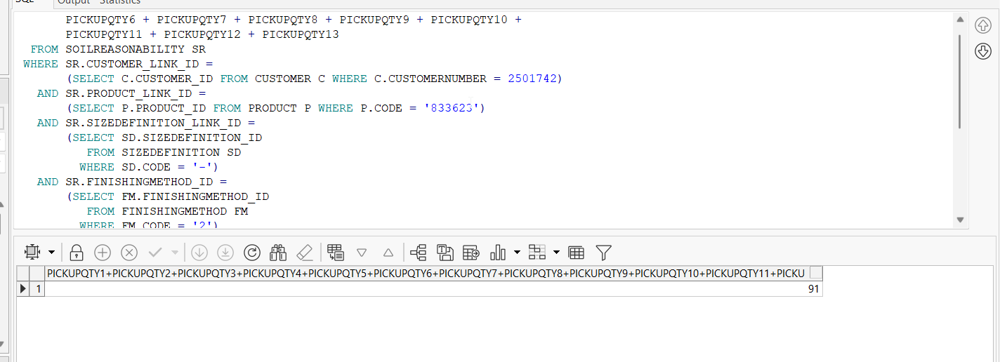 SQL Output Statistics
PICKUPQTY6 + PICKUPQTY7 + PICKUPQTY8 + PICKUPQTY9 + PICKUPQTY10 +
PICKUPQTY11 + PICKUPQTY12 + PICKUPQTY13
FROM SOILREASONABILITY SR
WHERE SR.CUSTOMER_LINK_ID =
(SELECT C.CUSTOMER_ID FROM CUSTOMER C WHERE C.CUSTOMERNUMBER = 2501742)
AND SR.PRODUCT_LINK_ID =
(SELECT P.PRODUCT_ID FROM PRODUCT P WHERE P.CODE = '833623')
AND SR.SIZEDEFINITION_LINK_ID =
(SELECT SD.SIZEDEFINITION_ID
FROM SIZEDEFINITION SD
WHERE SD.CODE = '-')
AND SR.FINISHINGMETHOD_ID =
(SELECT FM.FINISHINGMETHOD_ID
FROM FINISHINGMETHOD FM
WHERE FM.CODE = '2')
PICKUPQTY1+PICKUPQTY2+PICKUPQTY3+PICKUPQTY4+PICKUPQTY5+PICKUPQTY6+PICKUPQTY7+PICKUPQTY8+PICKUPQTY9+PICKUPQTY10+PICKUPQTY11+PICKU
1 91